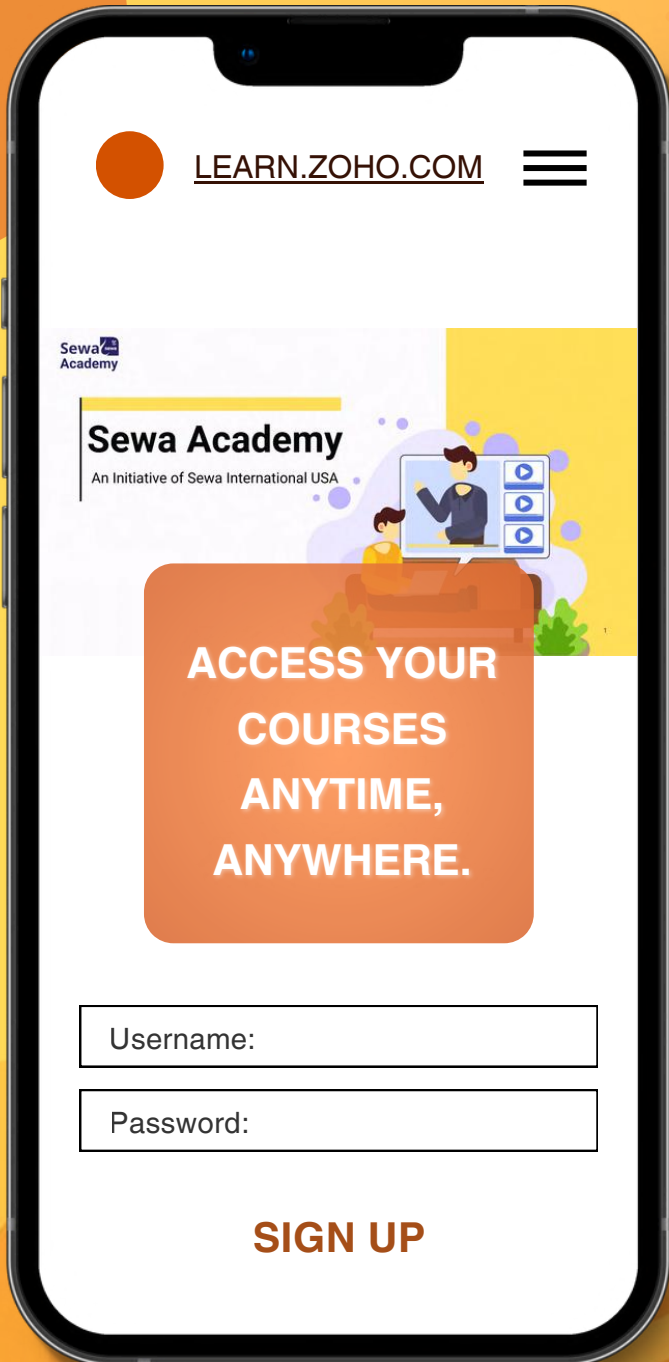 LEARN.ZOHO.COM
Sewa
Academy
Sewa Academy
An Initiative of Sewa International USA
1
ACCESS YOUR
COURSES
ANYTIME,
ANYWHERE.
Username:
Password:
SIGN UP